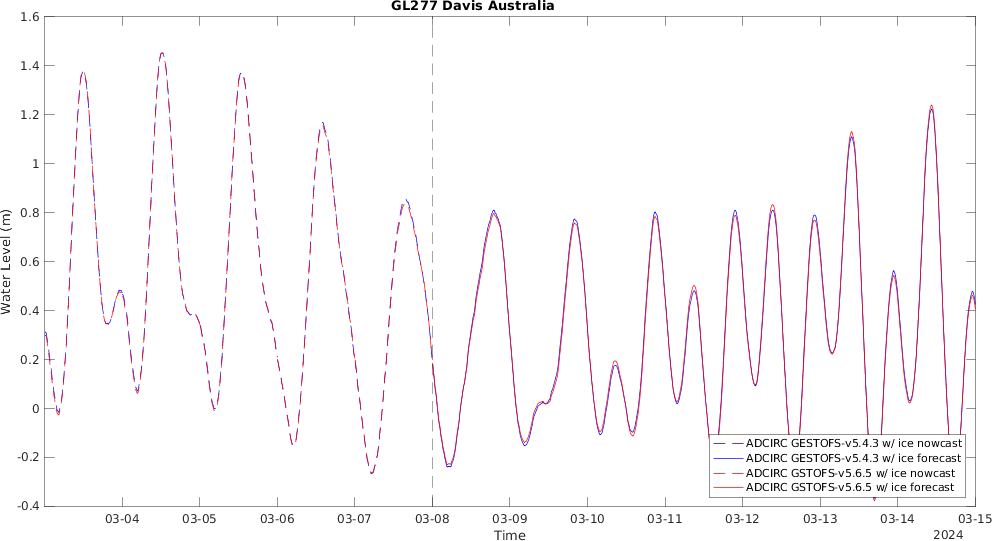 GL277 Davis Australia
1.6
1.4
1.2
1
0.8
0.6
0.4
0.2
0
-0.2
-0.4
Water Level (m)
ADCIRC GESTOFS-v5.4.3 w/ ice nowcast
ADCIRC GESTOFS-v5.4.3 w/ ice forecast
ADCIRC GSTOFS-v5.6.5 w/ ice nowcast
ADCIRC GSTOFS-v5.6.5 w/ ice forecast
03-04 03-05 03-06 03-07 03-08 03-09 03-10 03-11 03-12 03-13 03-14 03-15
Time
2024